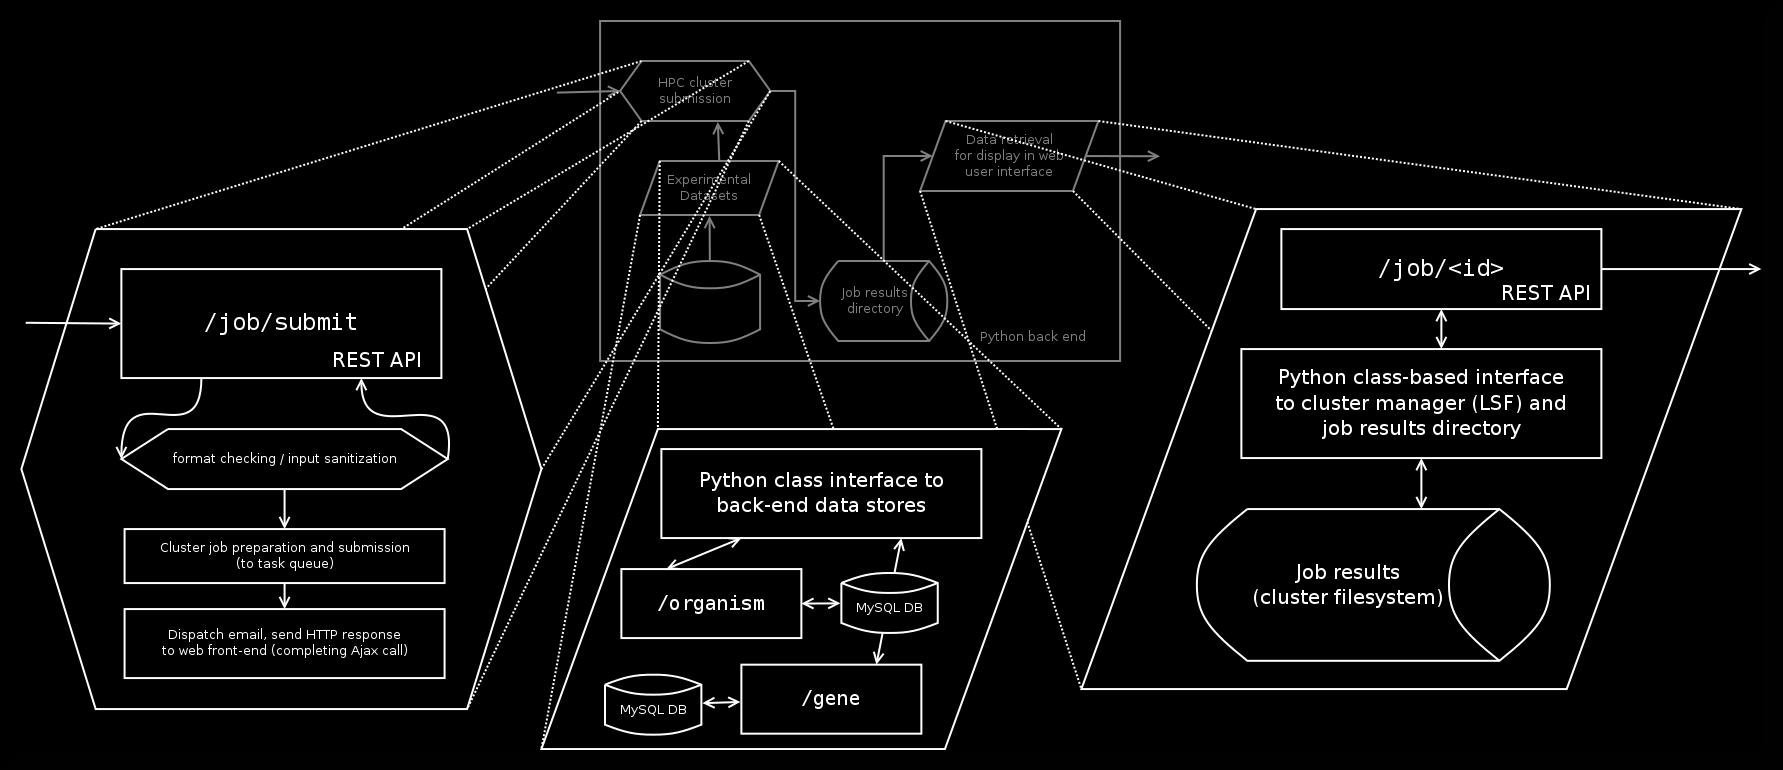 HPC cluster
submission
Data retrieval
for display in web
user interface
Experimental
Datasets
Job results
directory
Python back end
/job/submit
REST API
format checking / input sanitization
Cluster job preparation and submission
(to task queue)
Dispatch email, send HTTP response
to web front-end (completing Ajax call)
Python class interface to
back-end data stores
/organism
MySQL DB
/gene
MySQL DB
/job/<id>
REST API
Python class-based interface
to cluster manager (LSF) and
job results directory
Job results
(cluster filesystem)